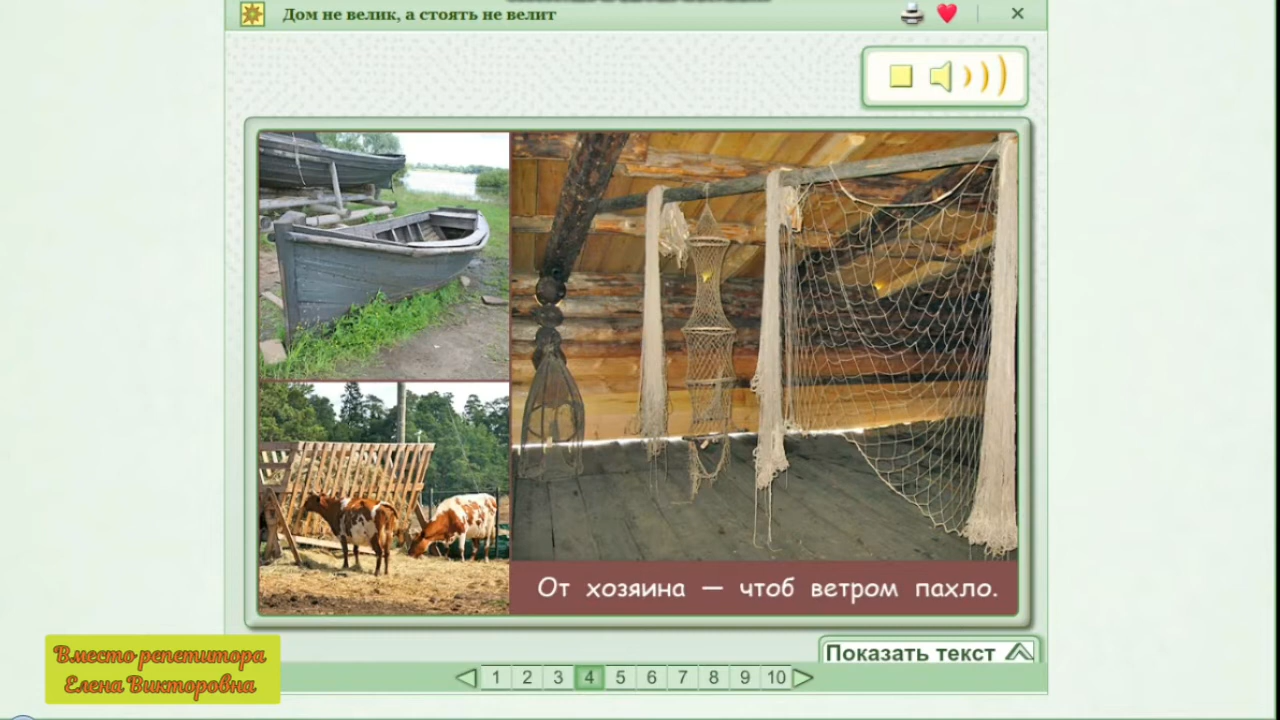 Дом не велик, а стоять не велит
От хозяина — чтоб ветром пахло.
Показать текст
Вместо репетитора
Елена Викторовна
1 2 3 4 5 6 7 8 9 10